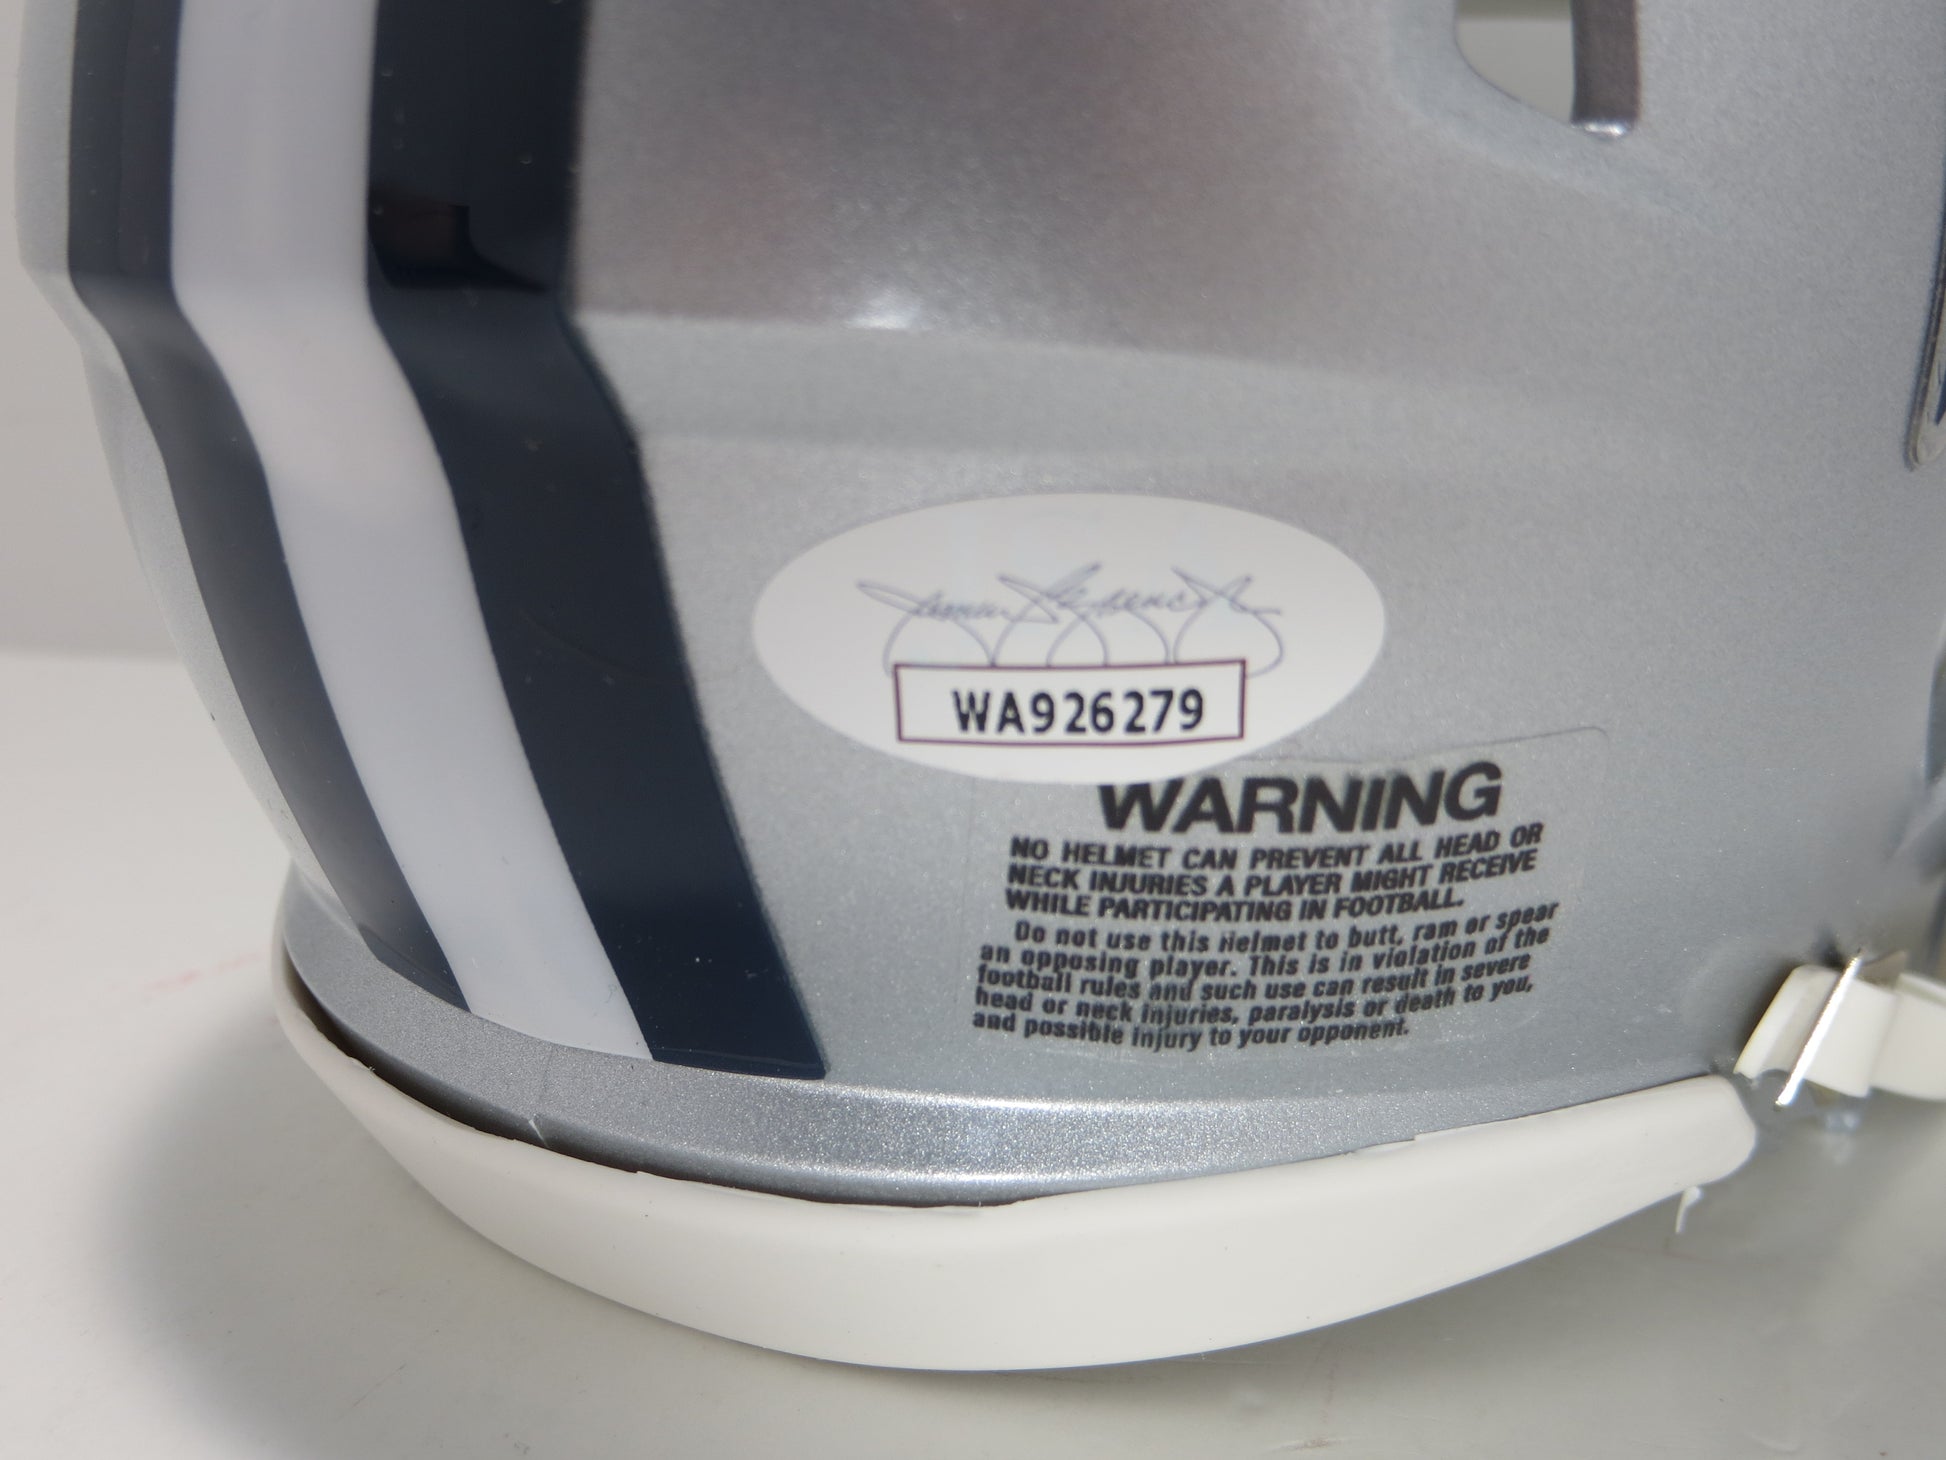 James Spence
WA926279
WARNING
NO HELMET CAN PREVENT ALL HEAD OR
NECK INJURIES A PLAYER MIGHT RECEIVE
WHILE PARTICIPATING IN FOOTBALL.
Do not use this Helmet to butt, ram or spear
an opposing player. This is in violation of the
football rules and such use can result in severe
head or neck injuries, paralysis or death to you,
and possible injury to your opponent.